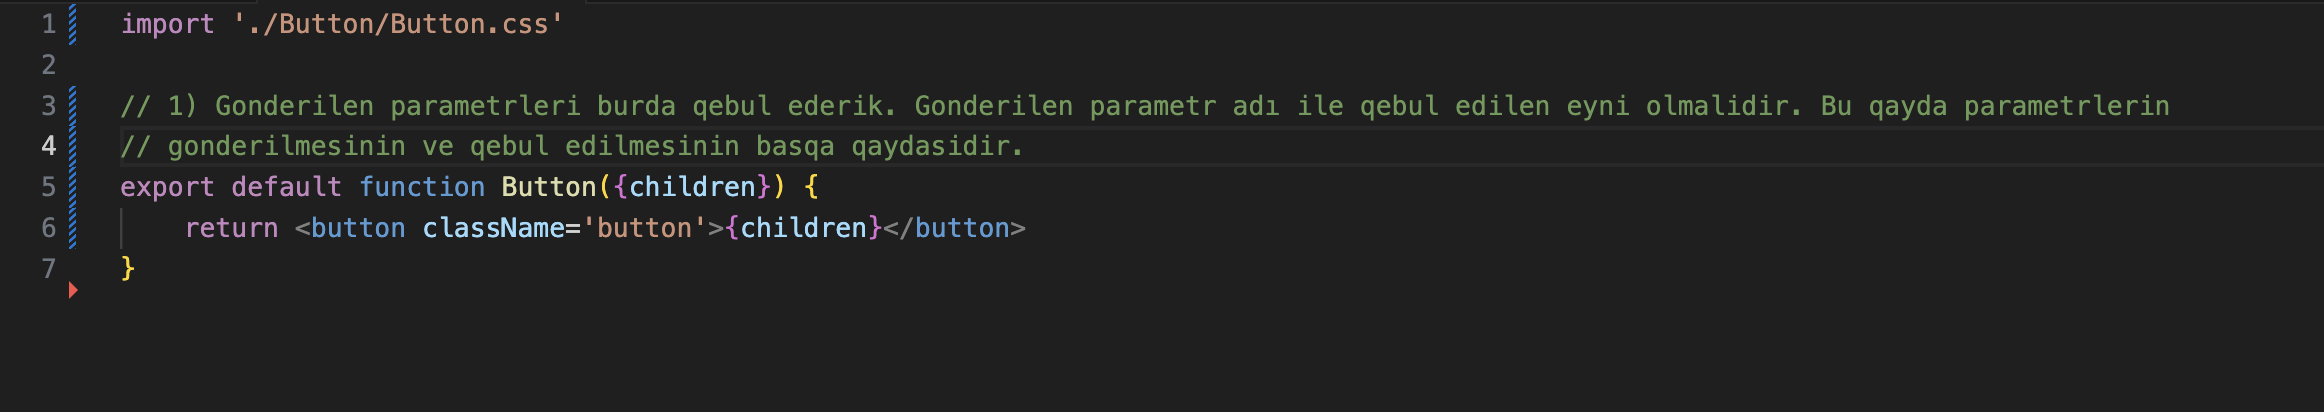 1 import './Button/Button.css'
2
3 // 1) Gonderilen parametrleri burda qebul ederik. Gonderilen parametr adı ile qebul edilen eyni olmalidir. Bu qayda parametrlerin
4 // gonderilmesinin ve qebul edilmesinin basqa qaydasidir.
5 export default function Button({children}) {
6 return <button className='button'>{children}</button>
7 }